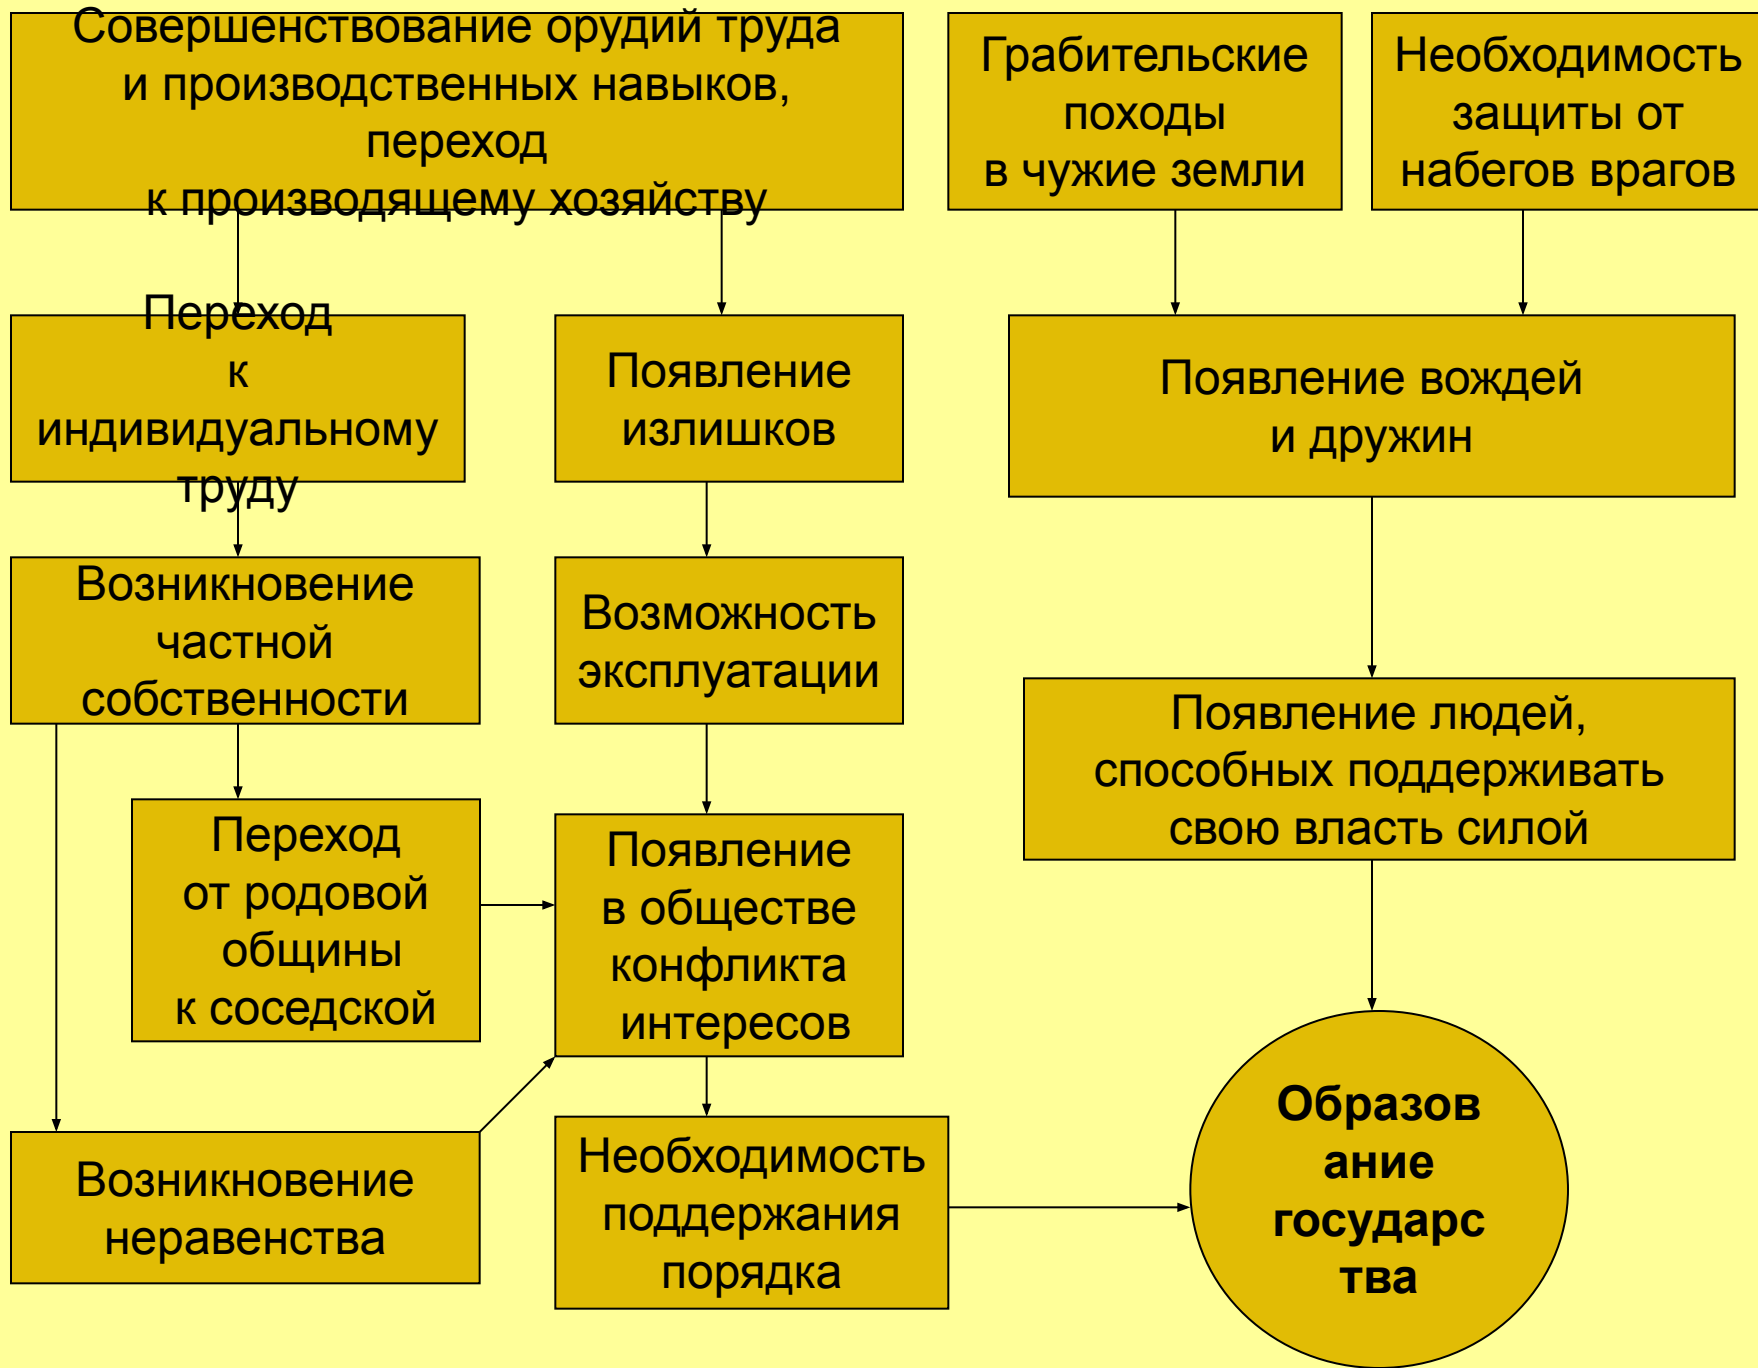 Совершенствование орудий труда
и производственных навыков,
переход
к производящему хозяйству
Грабительские
походы
в чужие земли
Необходимость
защиты от
набегов врагов
Переход
к
индивидуальному
труду
Появление
излишков
Появление вождей
и дружин
Возникновение
частной
собственности
Возможность
эксплуатации
Появление людей,
способных поддерживать
свою власть силой
Переход
от родовой
общины
к соседской
Появление
в обществе
конфликта
интересов
Возникновение
неравенства
Необходимость
поддержания
порядка
Образов
ание
государс
тва